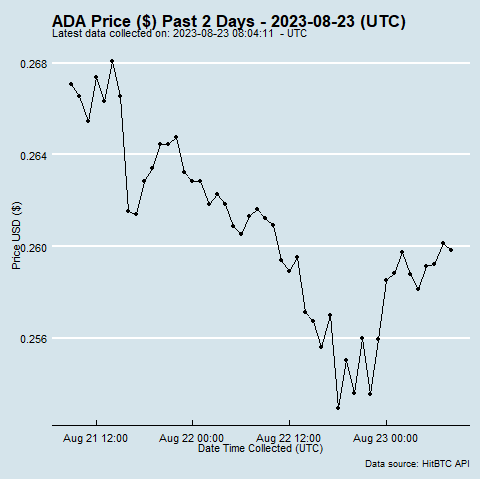 ADA Price ($) Past 2 Days - 2023-08-23 (UTC)
Latest data collected on: 2023-08-23 08:04:11 - UTC
0.268
0.264
0.260
0.256
Price USD ($)
Aug 21 12:00
Aug 22 00:00
Aug 22 12:00
Aug 23 00:00
Date Time Collected (UTC)
Data source: HitBTC API